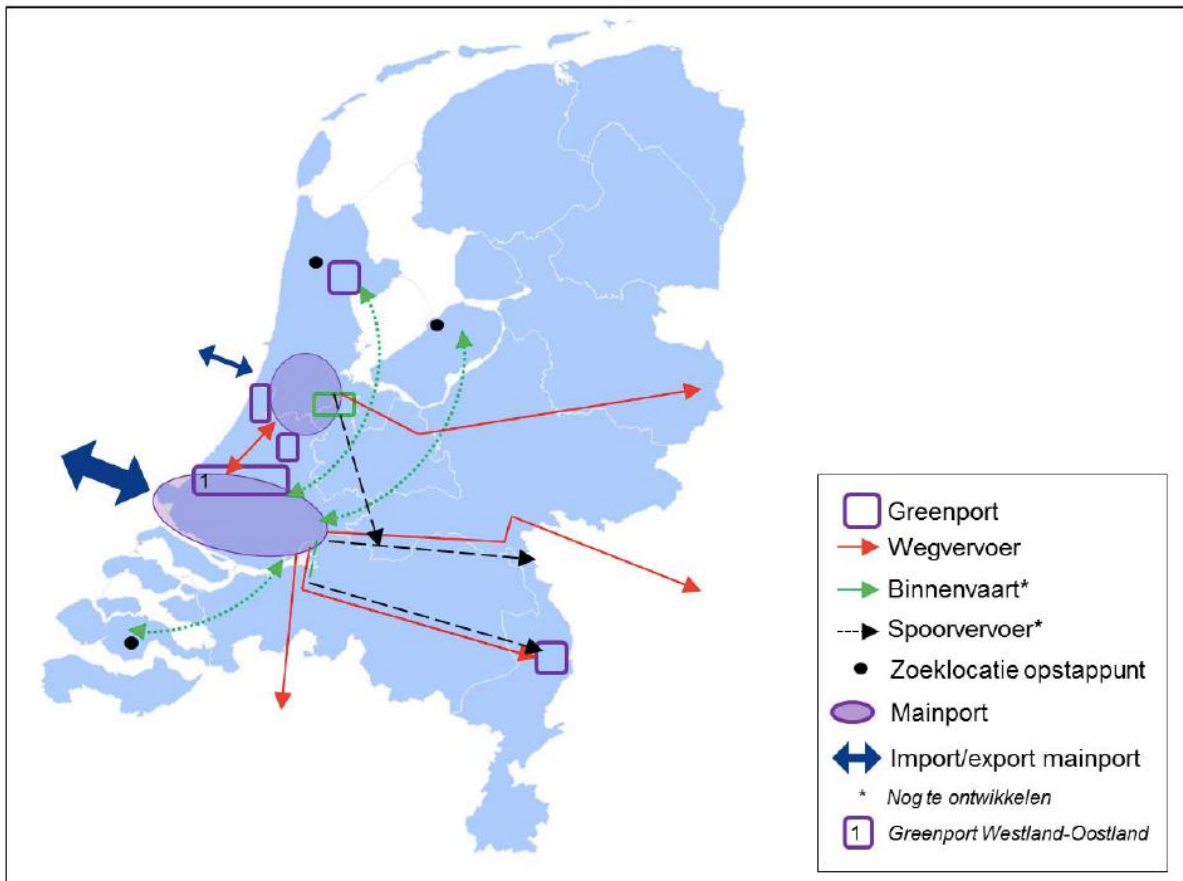 1
Greenport
Wegvervoer
Binnenvaart*
Spoorvervoer*
Zoeklocatie opstappunt
Mainport
Import/export mainport
* Nog te ontwikkelen
1 Greenport Westland-Oostland